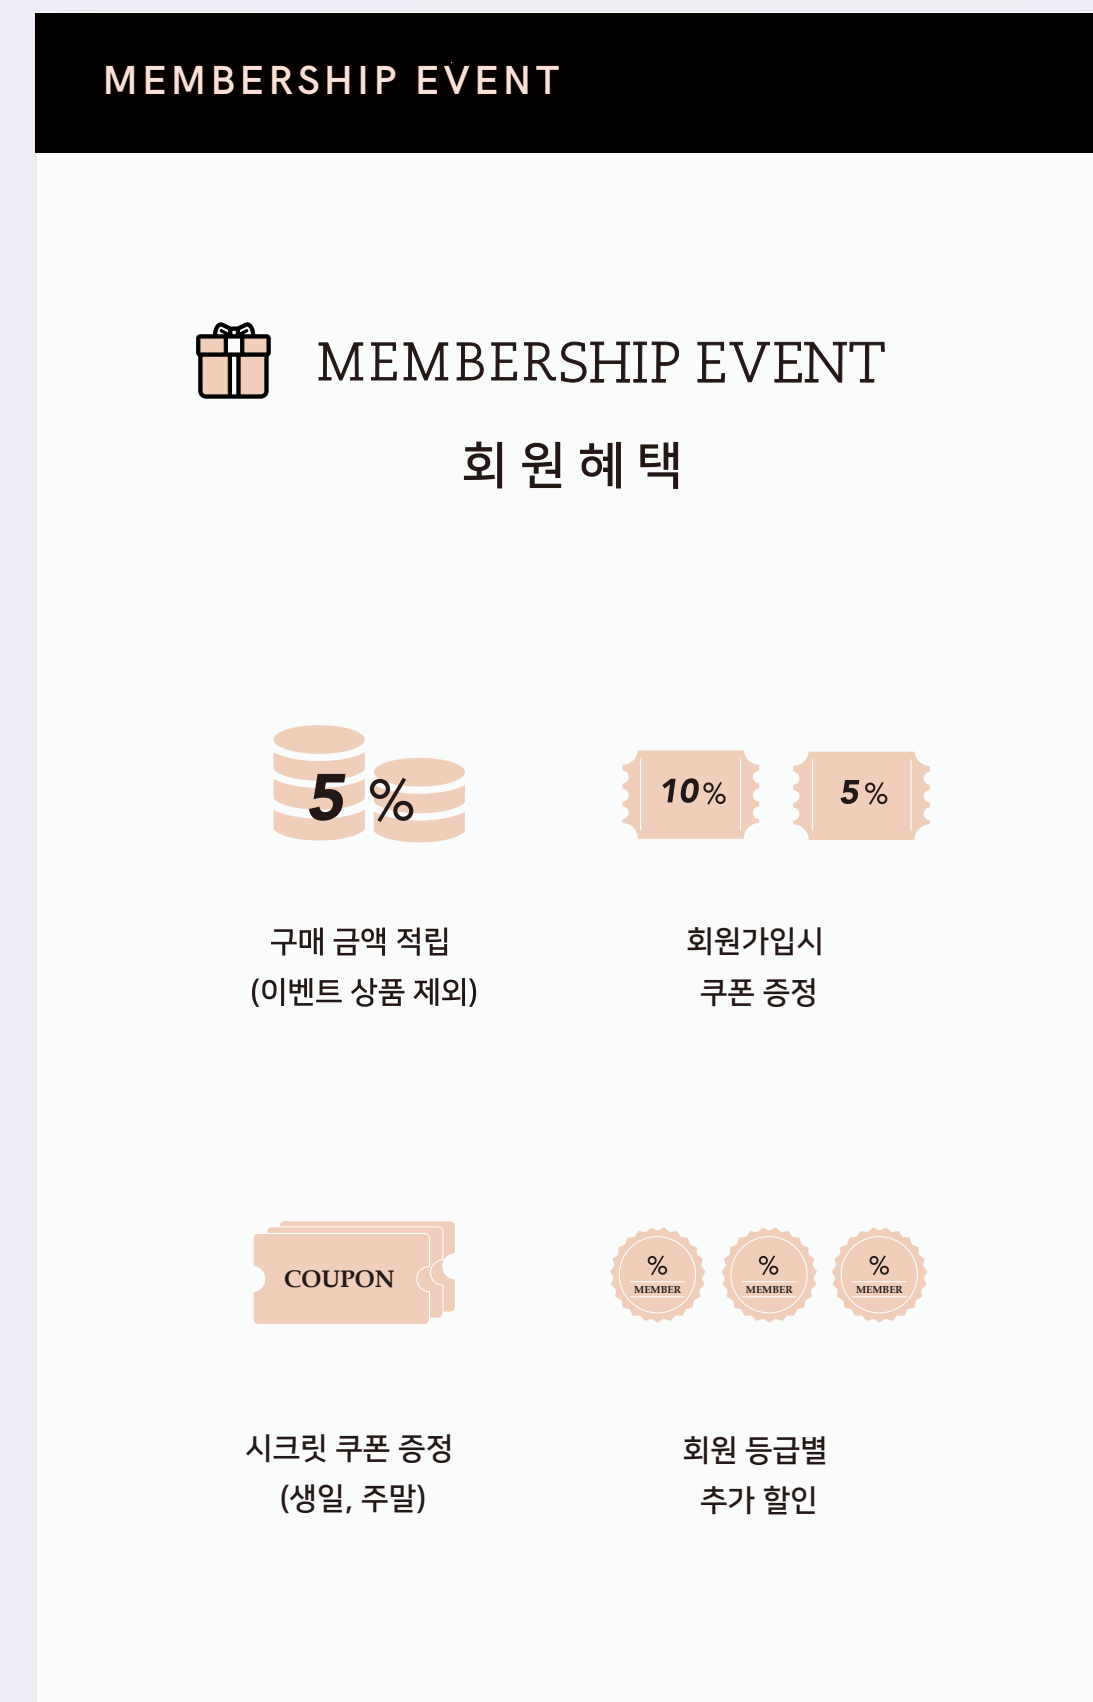 MEMBERSHIP EVENT
MEMBERSHIP EVENT
회원혜택
5%
10%
5%
구매 금액 적립
(이벤트 상품 제외)
회원가입시
쿠폰 증정
COUPON
%
MEMBER
%
MEMBER
%
MEMBER
시크릿 쿠폰 증정
(생일, 주말)
회원 등급별
추가 할인